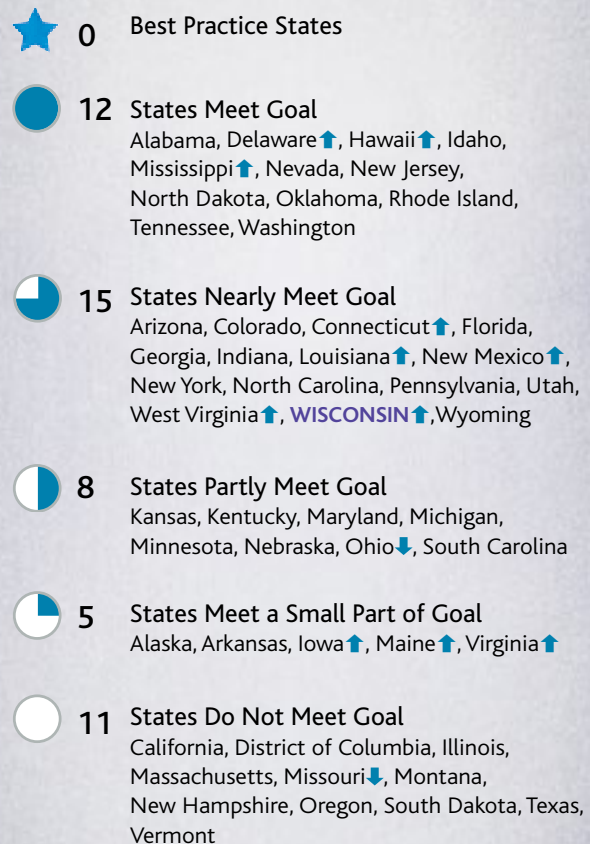 0 Best Practice States
12 States Meet Goal
Alabama, Delaware⬆, Hawaii⬆, Idaho,
Mississippi⬆, Nevada, New Jersey,
North Dakota, Oklahoma, Rhode Island,
Tennessee, Washington
15 States Nearly Meet Goal
Arizona, Colorado, Connecticut⬆, Florida,
Georgia, Indiana, Louisiana⬆, New Mexico⬆,
New York, North Carolina, Pennsylvania, Utah,
West Virginia⬆, WISCONSIN⬆,Wyoming
8 States Partly Meet Goal
Kansas, Kentucky, Maryland, Michigan,
Minnesota, Nebraska, Ohio⬇, South Carolina
5 States Meet a Small Part of Goal
Alaska, Arkansas, Iowa⬆, Maine⬆, Virginia⬆
11 States Do Not Meet Goal
California, District of Columbia, Illinois,
Massachusetts, Missouri⬇, Montana,
New Hampshire, Oregon, South Dakota, Texas,
Vermont